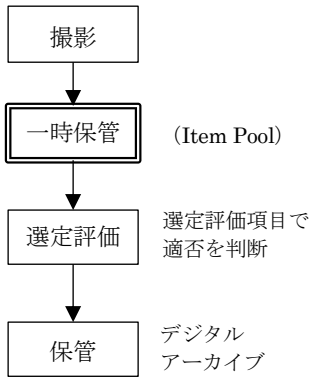 撮影
一時保管
（Item Pool）
選定評価
選定評価項目で
適否を判断
保管
デジタル
アーカイブ